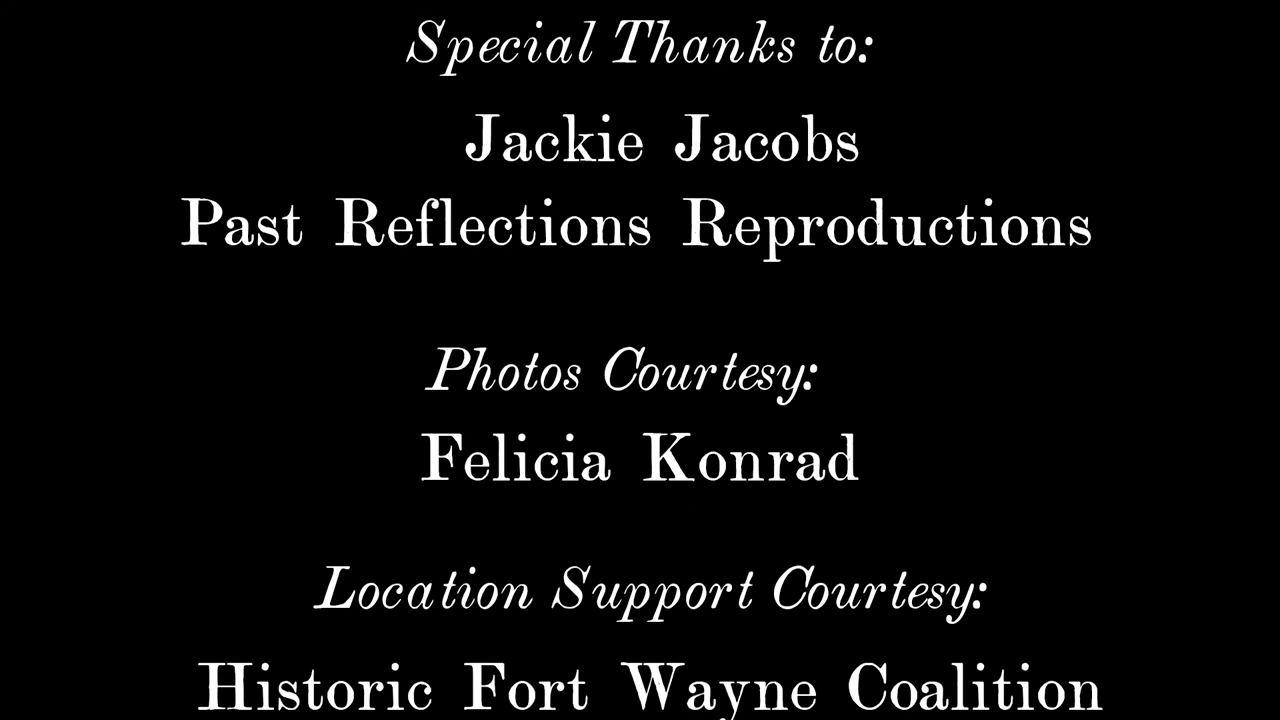 Special Thanks to:
Jackie Jacobs
Past Reflections Reproductions
Photos Courtesy:
Felicia Konrad
Location Support Courtesy:
Historic Fort Wayne Coalition